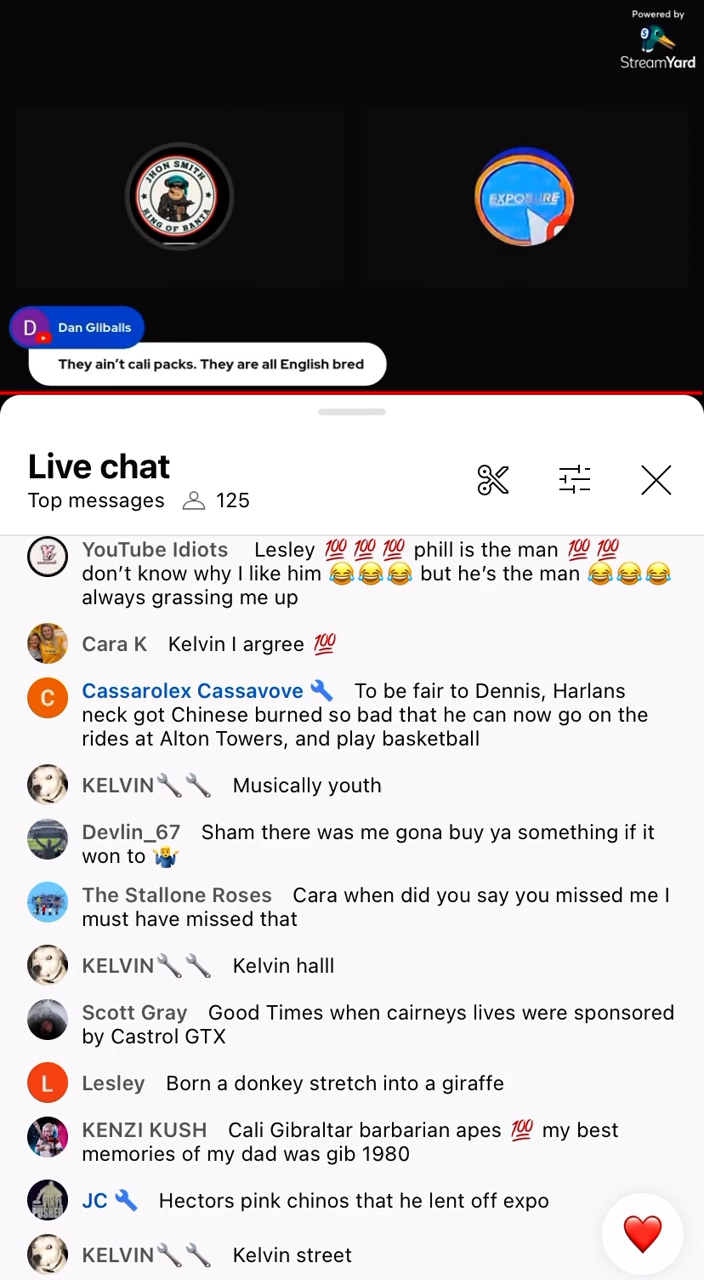 Powered by
StreamYard
JHON SMITH
KING OF BANTA
EXPOSURE
D Dan Gliballs
They ain't cali packs. They are all English bred
Live chat
Top messages 125
YouTube Idiots Lesley 💯 💯 💯 phill is the man 💯 💯
don't know why I like him 😂😂😂 but he's the man 😂😂😂
always grassing me up
Cara K Kelvin I argree 💯
C Cassarolex Cassavove 🔧 To be fair to Dennis, Harlans
neck got Chinese burned so bad that he can now go on the
rides at Alton Towers, and play basketball
KELVIN🔧🔧 Musically youth
Devlin_67 Sham there was me gona buy ya something if it
won to 🤷‍♂️
The Stallone Roses Cara when did you say you missed me I
must have missed that
KELVIN🔧🔧 Kelvin halll
Scott Gray Good Times when cairneys lives were sponsored
by Castrol GTX
L Lesley Born a donkey stretch into a giraffe
KENZI KUSH Cali Gibraltar barbarian apes 💯 my best
memories of my dad was gib 1980
JC 🔧 Hectors pink chinos that he lent off expo
KELVIN🔧🔧 Kelvin street